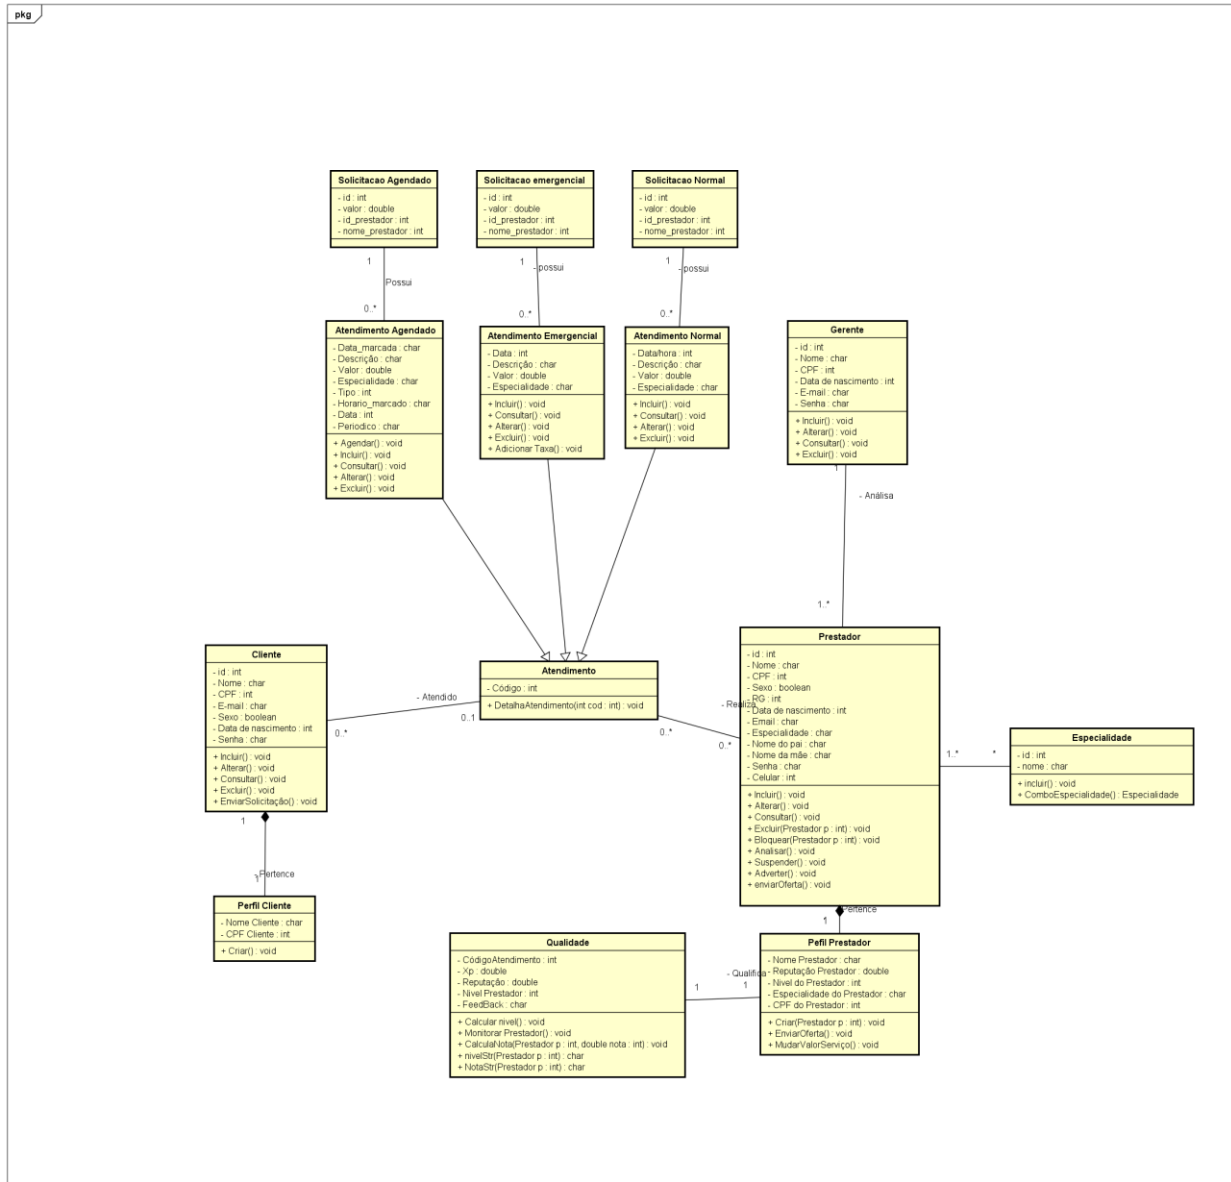 pkg
Solicitacao Agendado
- id : int
- valor : double
- id_prestador : int
- nome_prestador : int
Solicitacao emergencial
- id : int
- valor : double
- id_prestador : int
- nome_prestador : int
Solicitacao Normal
- id : int
- valor : double
- id_prestador : int
- nome_prestador : int
1
Possui
0..*
1
- possui
0..*
1
- possui
0..*
Atendimento Agendado
- Data_marcada : char
- Descrição : char
- Valor : double
- Especialidade : char
- Tipo : int
- Horario_marcado : char
- Data : int
- Periodico : char
+ Agendar() : void
+ Incluir() : void
+ Consultar() : void
+ Alterar() : void
+ Excluir() : void
Atendimento Emergencial
- Data : int
- Descrição : char
- Valor : double
- Especialidade : char
+ Incluir() : void
+ Consultar() : void
+ Alterar() : void
+ Excluir() : void
+ Adicionar Taxa() : void
Atendimento Normal
- Data/hora : int
- Descrição : char
- Valor : double
- Especialidade : char
+ Incluir() : void
+ Consultar() : void
+ Alterar() : void
+ Excluir() : void
Gerente
- id : int
- Nome : char
- CPF : int
- Data de nascimento : int
- E-mail : char
- Senha : char
+ Incluir() : void
+ Alterar() : void
+ Consultar() : void
+ Excluir() : void
1
- Análisa
1..*
Cliente
- id : int
- Nome : char
- CPF : int
- E-mail : char
- Sexo : boolean
- Data de nascimento : int
- Senha : char
+ Incluir() : void
+ Alterar() : void
+ Consultar() : void
+ Excluir() : void
+ EnviarSolicitação() : void
- Atendido
0..1
0..*
Atendimento
- Código : int
+ DetalhaAtendimento(int cod : int) : void
- Realiza
0..*
0..*
Prestador
- id : int
- Nome : char
- CPF : int
- Sexo : boolean
- RG : int
- Data de nascimento : int
- Email : char
- Especialidade : char
- Nome do pai : char
- Nome da mãe : char
- Senha : char
- Celular : int
+ Incluir() : void
+ Alterar() : void
+ Consultar() : void
+ Excluir(Prestador p : int) : void
+ Bloquear(Prestador p : int) : void
+ Analisar() : void
+ Suspender() : void
+ Adverter() : void
+ enviarOferta() : void
1..*
*
Especialidade
- id : int
- nome : char
+ incluir() : void
+ ComboEspecialidade() : Especialidade
1
- Pertence
1
Perfil Cliente
- Nome Cliente : char
- CPF Cliente : int
+ Criar() : void
Pertence
1
Qualidade
- CódigoAtendimento : int
- Xp : double
- Reputação : double
- Nivel Prestador : int
- FeedBack : char
+ Calcular nivel() : void
+ Monitorar Prestador() : void
+ CalculaNota(Prestador p : int, double nota : int) : void
+ nivelStr(Prestador p : int) : char
+ NotaStr(Prestador p : int) : char
- Qualifica
1
1
Pefil Prestador
- Nome Prestador : char
- Reputação Prestador : double
- Nivel do Prestador : int
- Especialidade do Prestador : char
- CPF do Prestador : int
+ Criar(Prestador p : int) : void
+ EnviarOferta() : void
+ MudarValorServiço() : void